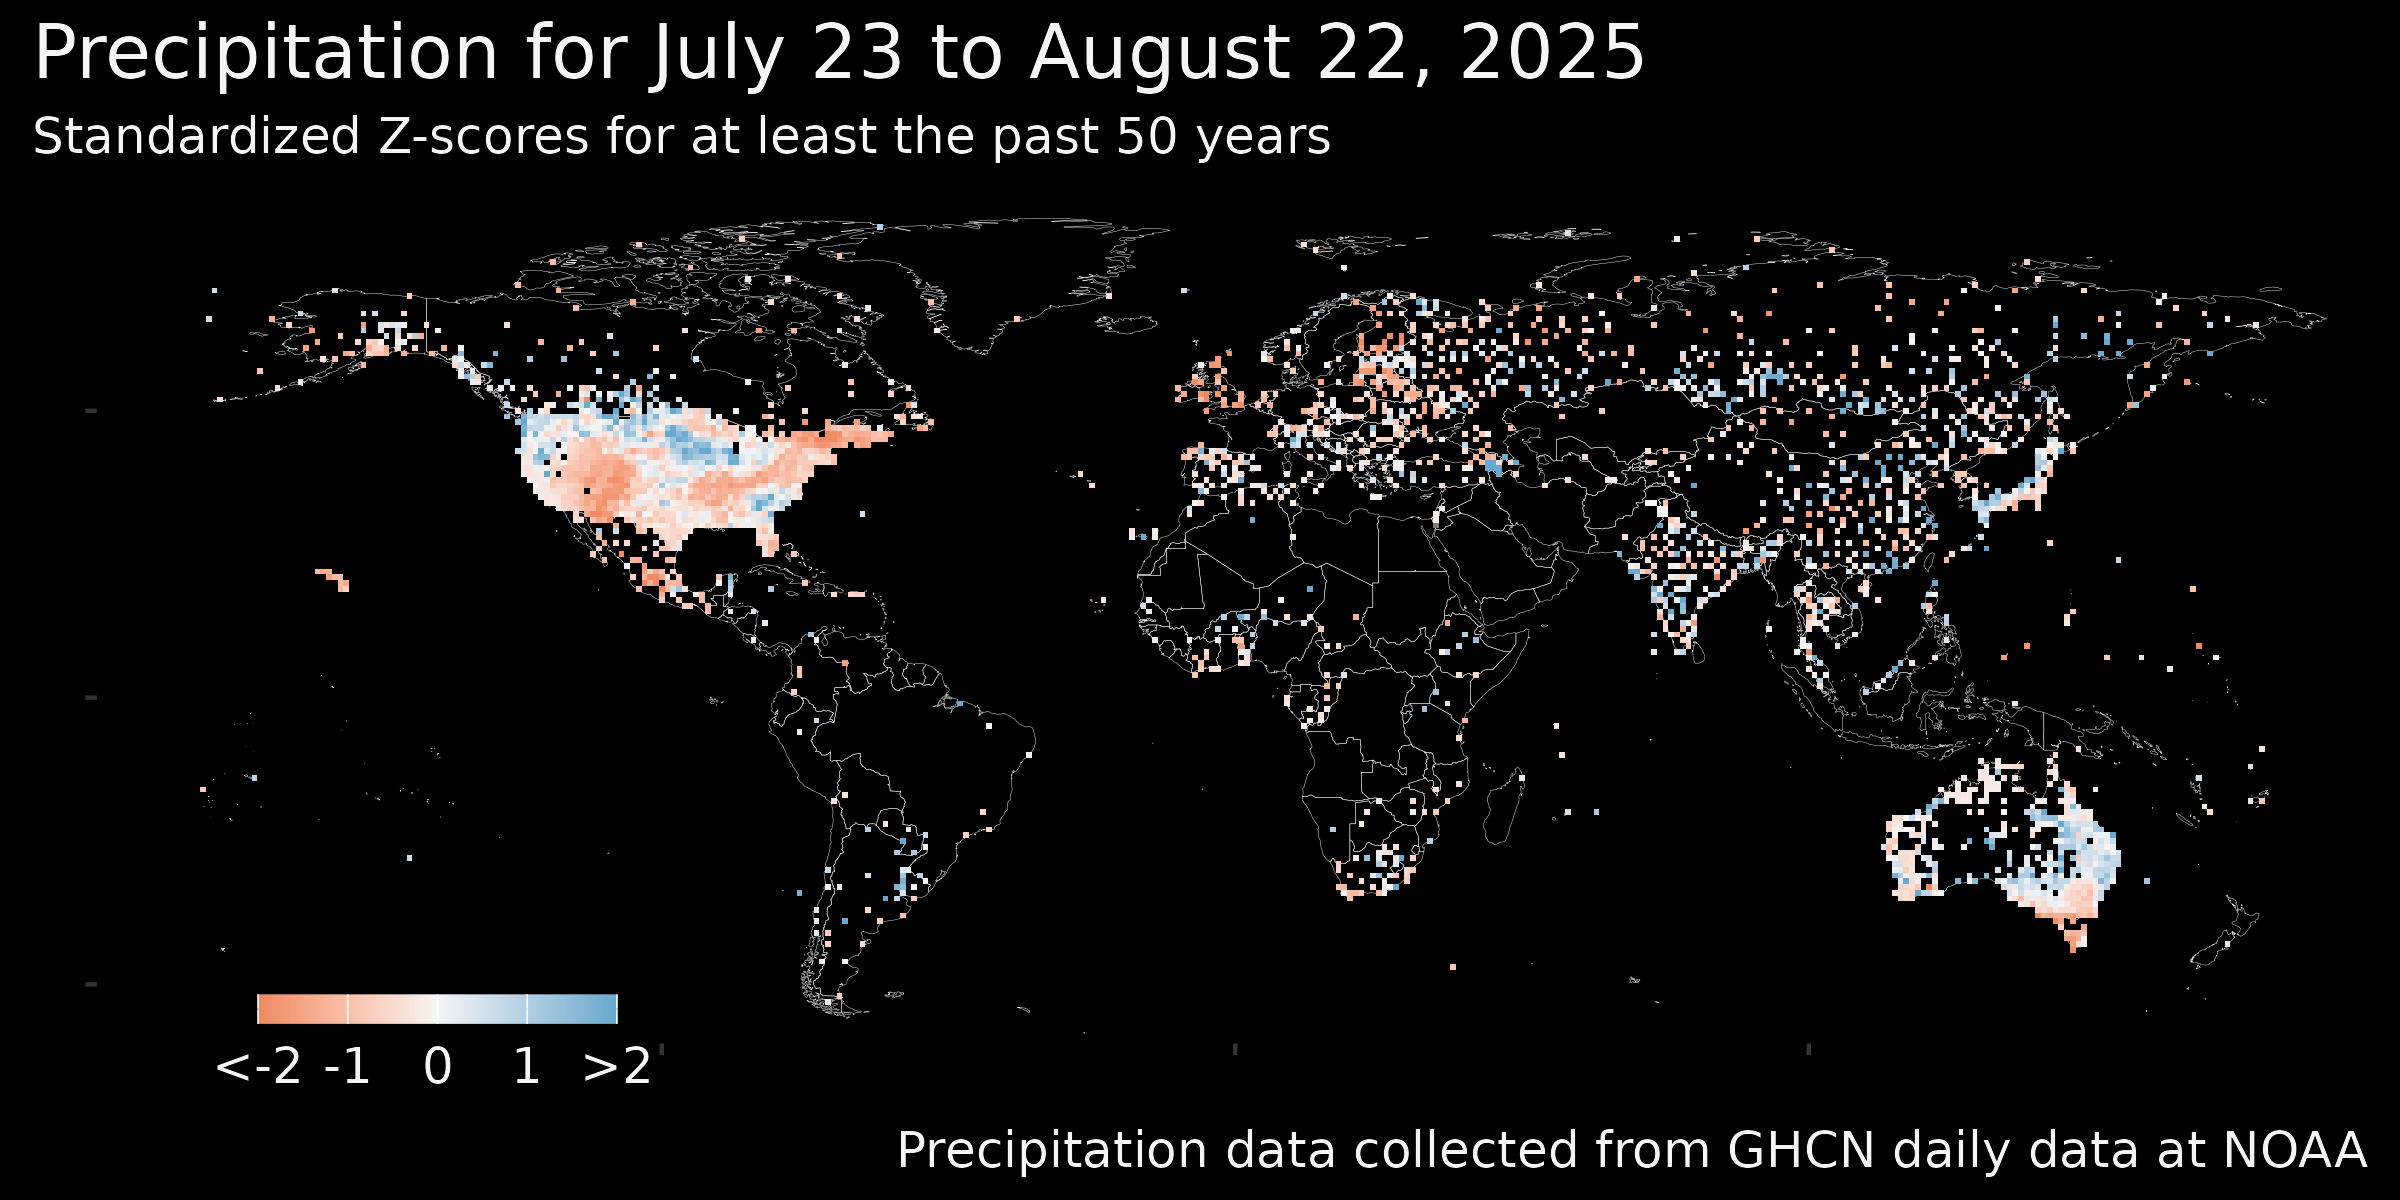 Precipitation for July 23 to August 22, 2025
Standardized Z-scores for at least the past 50 years
<-2 -1 0 1 >2
Precipitation data collected from GHCN daily data at NOAA